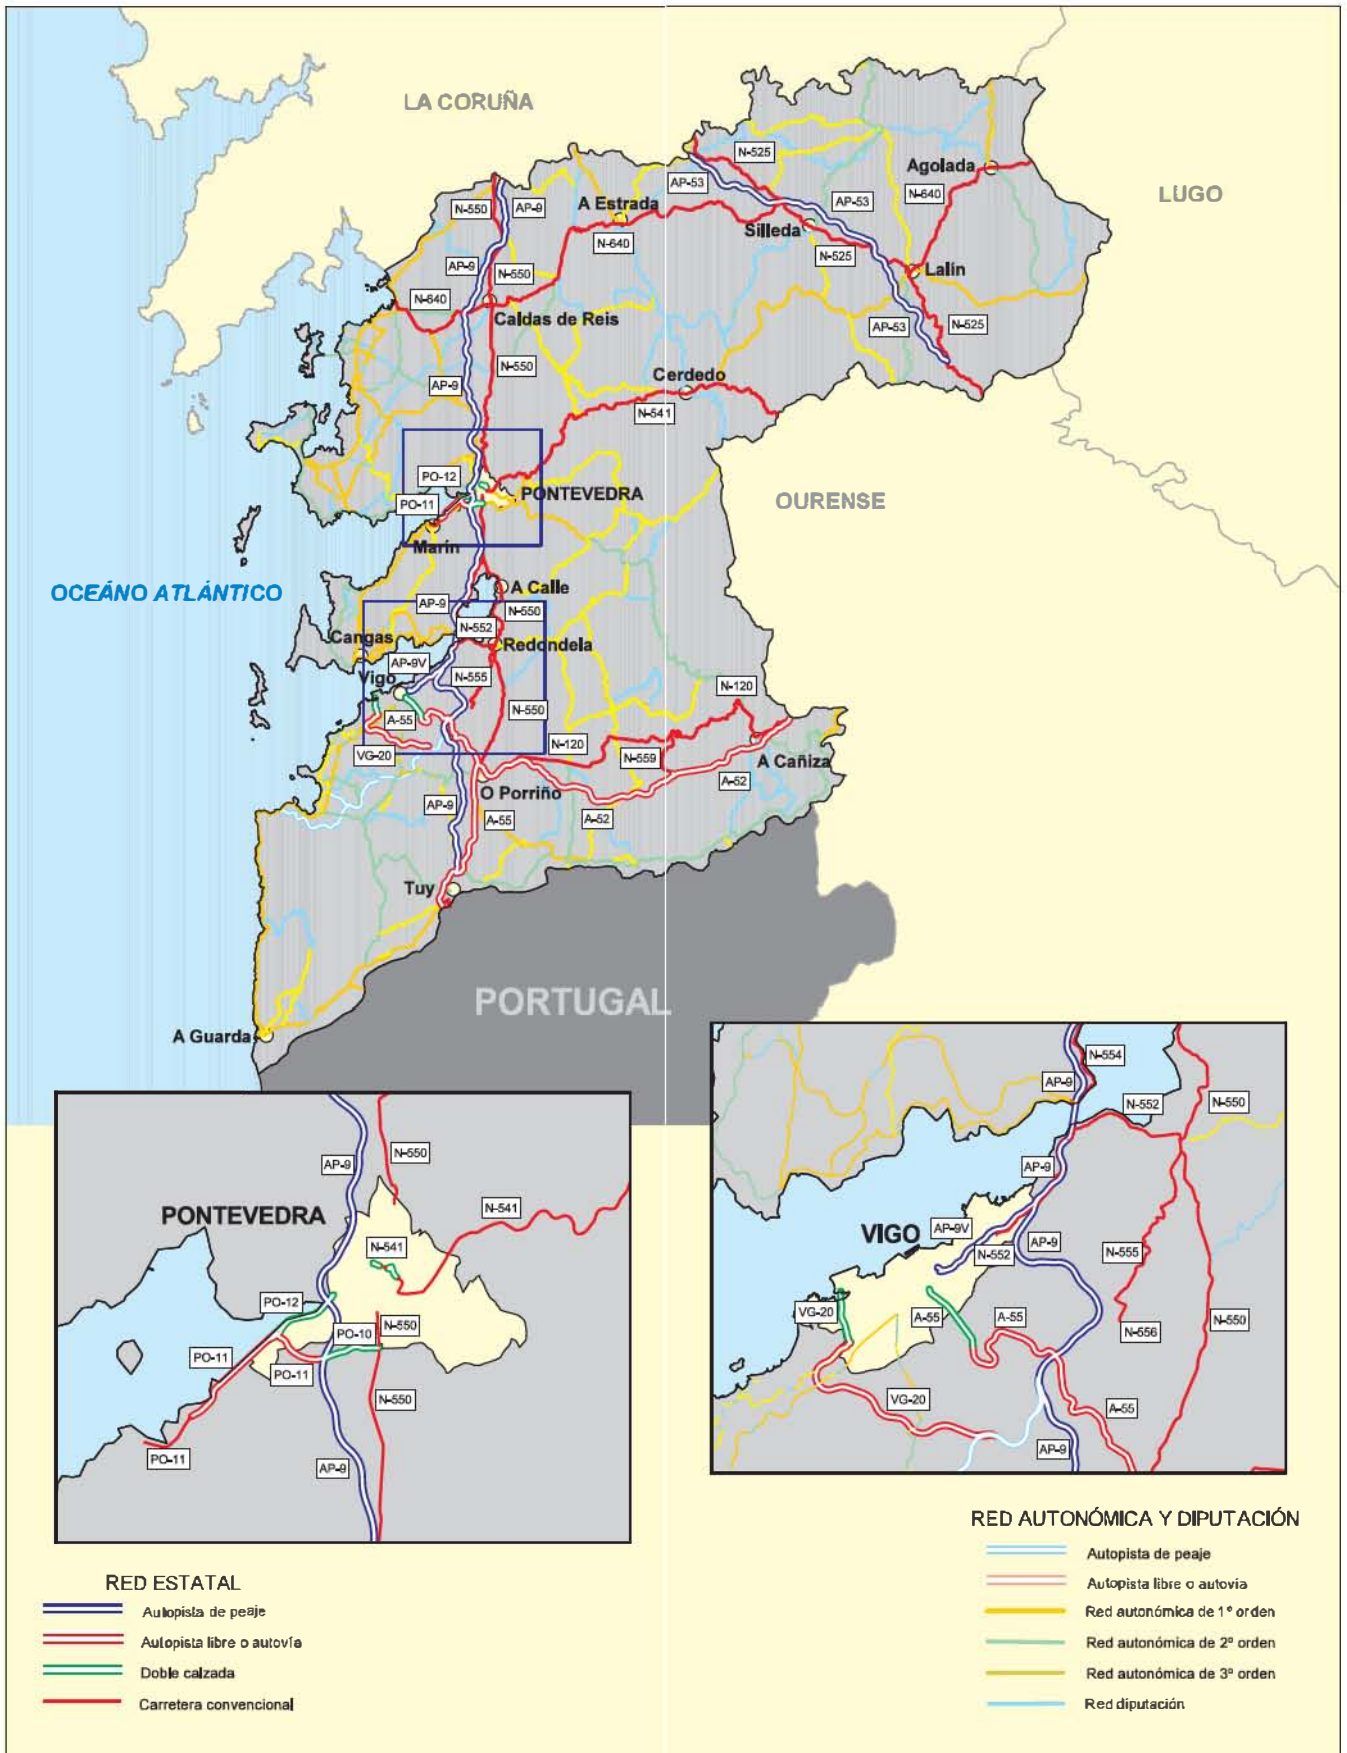 LA CORUÑA
N-525
Agolada
AP-53
LUGO
N-550
AP-9
A Estrada
AP-53
N-640
Silleda
N-640
N-525
AP-9
N-550
Lalín
N-640
Caldas de Reis
AP-53
N-525
N-550
AP-9
Cerdedo
N-541
PO-12
PONTEVEDRA
OURENSE
PO-11
Marín
OCEÁNO ATLÁNTICO
A Calle
AP-9
N-550
N-552
Cangas
Redondela
AP-9V
Vigo
N-555
N-120
N-550
A-55
N-120
VG-20
N-559
A Cañiza
A-52
O Porriño
AP-9
A-55
A-52
Tuy
PORTUGAL
A Guarda
N-554
AP-9
N-552
N-550
AP-9
AP-9V
VIGO
N-552
AP-9
N-555
VG-20
A-55
A-55
N-556
N-550
VG-20
A-55
AP-9
N-550
AP-9
PONTEVEDRA
N-541
N-541
PO-12
PO-10
N-550
PO-11
PO-11
N-550
PO-11
AP-9
RED ESTATAL
Autopista de peaje
Autopista libre o autovía
Doble calzada
Carretera convencional
RED AUTONÓMICA Y DIPUTACIÓN
Autopista de peaje
Autopista libre o autovía
Red autonómica de 1º orden
Red autonómica de 2º orden
Red autonómica de 3º orden
Red diputación